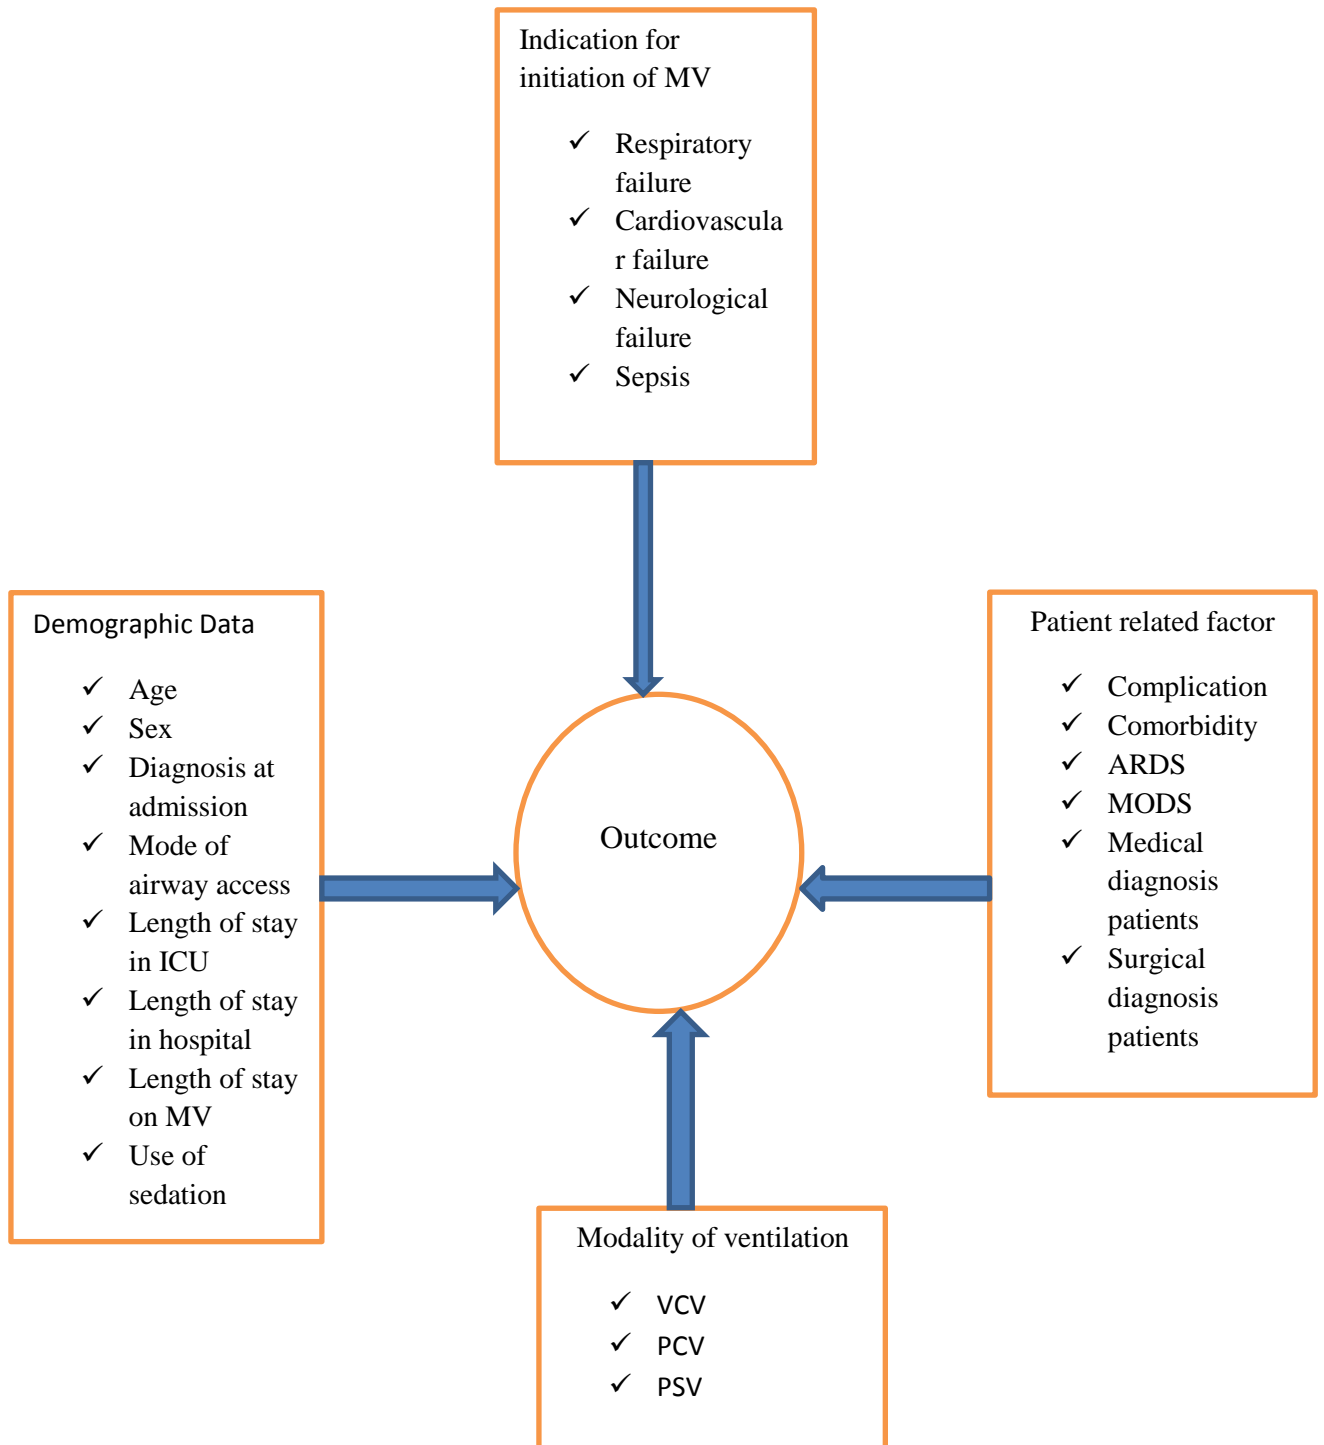 Indication for
initiation of MV
✓ Respiratory
failure
✓ Cardiovascula
r failure
✓ Neurological
failure
✓ Sepsis
Demographic Data
✓ Age
✓ Sex
✓ Diagnosis at
admission
✓ Mode of
airway access
✓ Length of stay
in ICU
✓ Length of stay
in hospital
✓ Length of stay
on MV
✓ Use of
sedation
Outcome
Patient related factor
✓ Complication
✓ Comorbidity
✓ ARDS
✓ MODS
✓ Medical
diagnosis
patients
✓ Surgical
diagnosis
patients
Modality of ventilation
✓ VCV
✓ PCV
✓ PSV